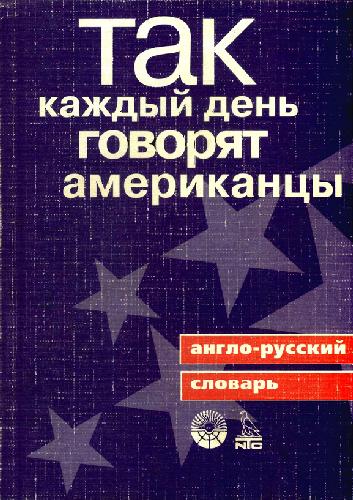 так
каждый день
говорят
американцы
англо-русский
словарь
NTC